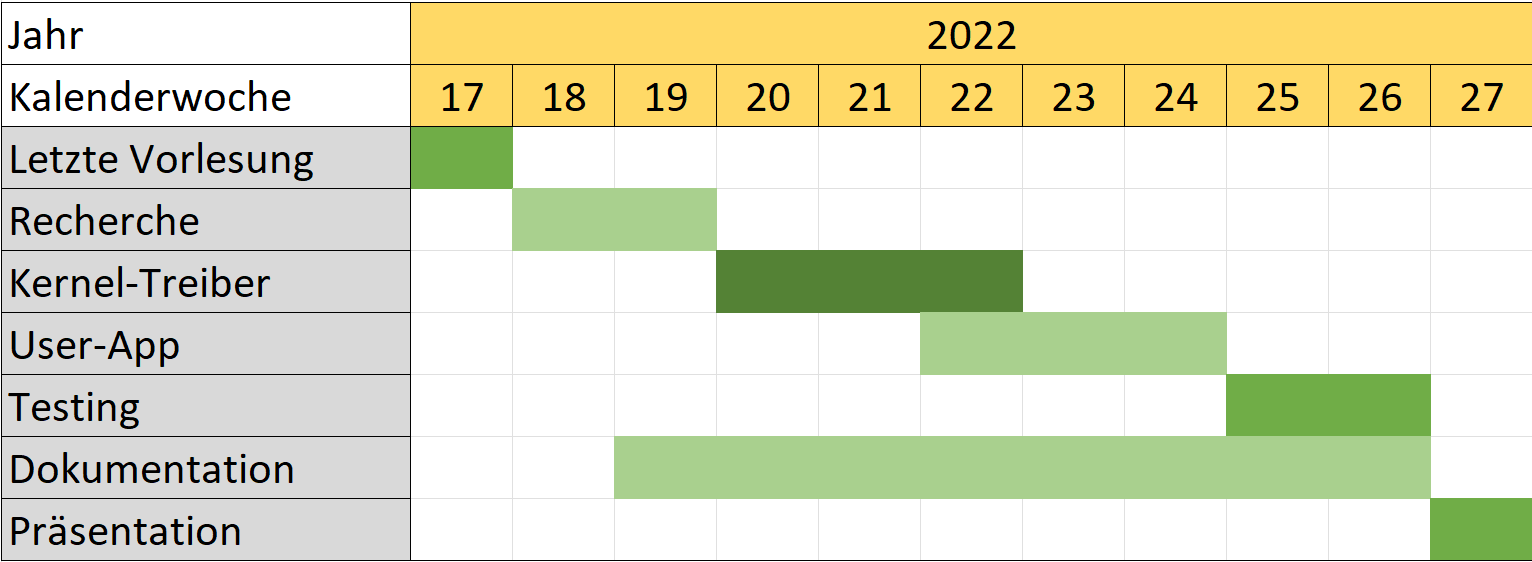 Jahr 2022
Kalenderwoche 17 18 19 20 21 22 23 24 25 26 27
Letzte Vorlesung
Recherche
Kernel-Treiber
User-App
Testing
Dokumentation
Präsentation